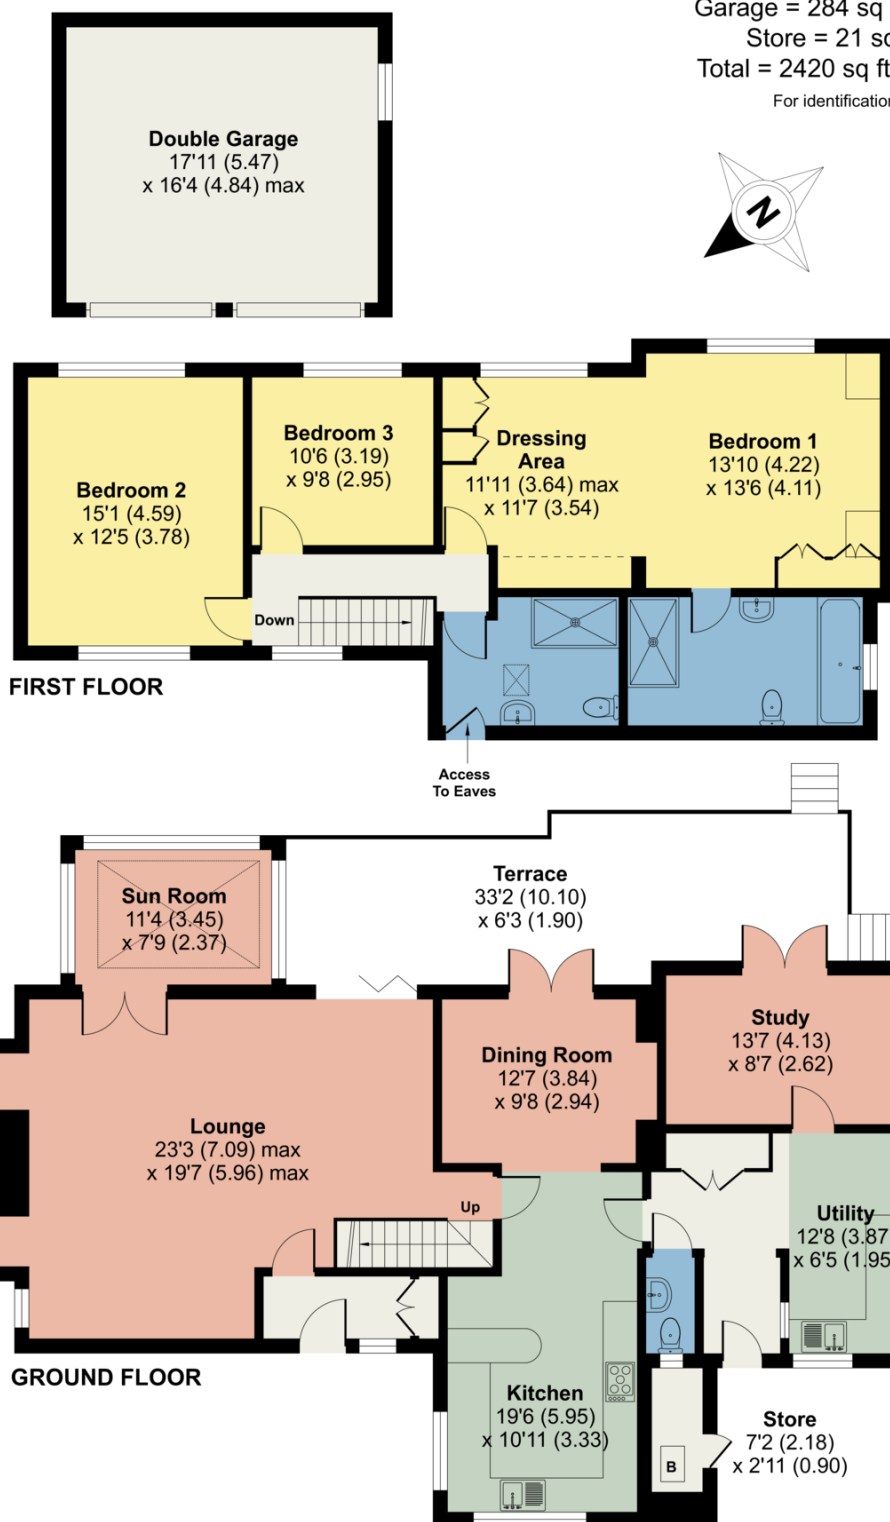 Garage = 284 sq
Store = 21 sq
Total = 2420 sq ft
For identification
Double Garage
17'11 (5.47)
x 16'4 (4.84) max
N
Bedroom 2
15'1 (4.59)
x 12'5 (3.78)
Bedroom 3
10'6 (3.19)
x 9'8 (2.95)
Dressing
Area
11'11 (3.64) max
x 11'7 (3.54)
Bedroom 1
13'10 (4.22)
x 13'6 (4.11)
Down
FIRST FLOOR
Access
To Eaves
Sun Room
11'4 (3.45)
x 7'9 (2.37)
Terrace
33'2 (10.10)
x 6'3 (1.90)
Study
13'7 (4.13)
x 8'7 (2.62)
Dining Room
12'7 (3.84)
x 9'8 (2.94)
Lounge
23'3 (7.09) max
x 19'7 (5.96) max
Up
Utility
12'8 (3.87
x 6'5 (1.95
GROUND FLOOR
Kitchen
19'6 (5.95)
x 10'11 (3.33)
Store
7'2 (2.18)
x 2'11 (0.90)
B